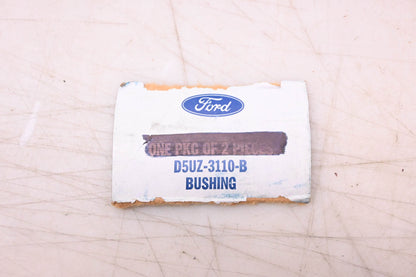 Ford
ONE PKG OF 2 PIECES
D5UZ-3110-B
BUSHING